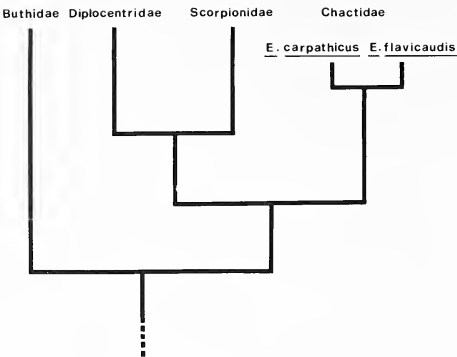 Buthidae Diplocentridae Scorpionidae Chactidae
E. carpathicus E. flavicaudis